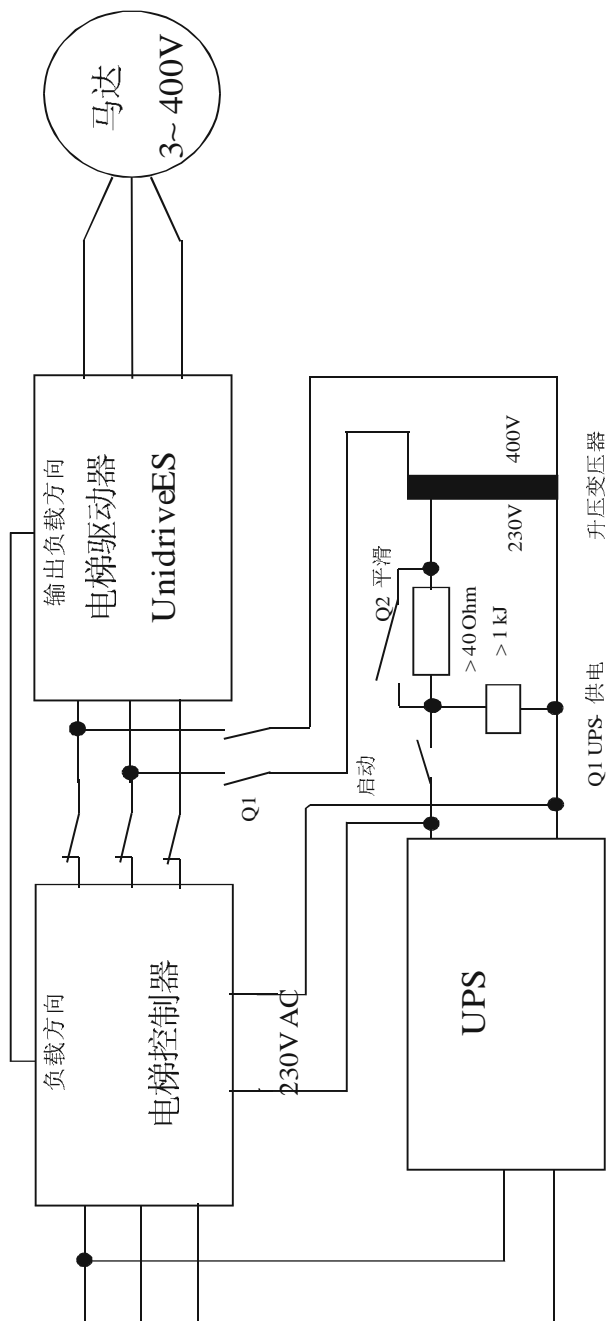 马达
3~ 400V
输出负载方向
电梯驱动器
UnidriveES
400V
230V
升压变压器
Q2 平滑
>40 Ohm
>1 kJ
Q1 UPS- 供电
启动
Q1
负载方向
电梯控制器
230V AC
UPS